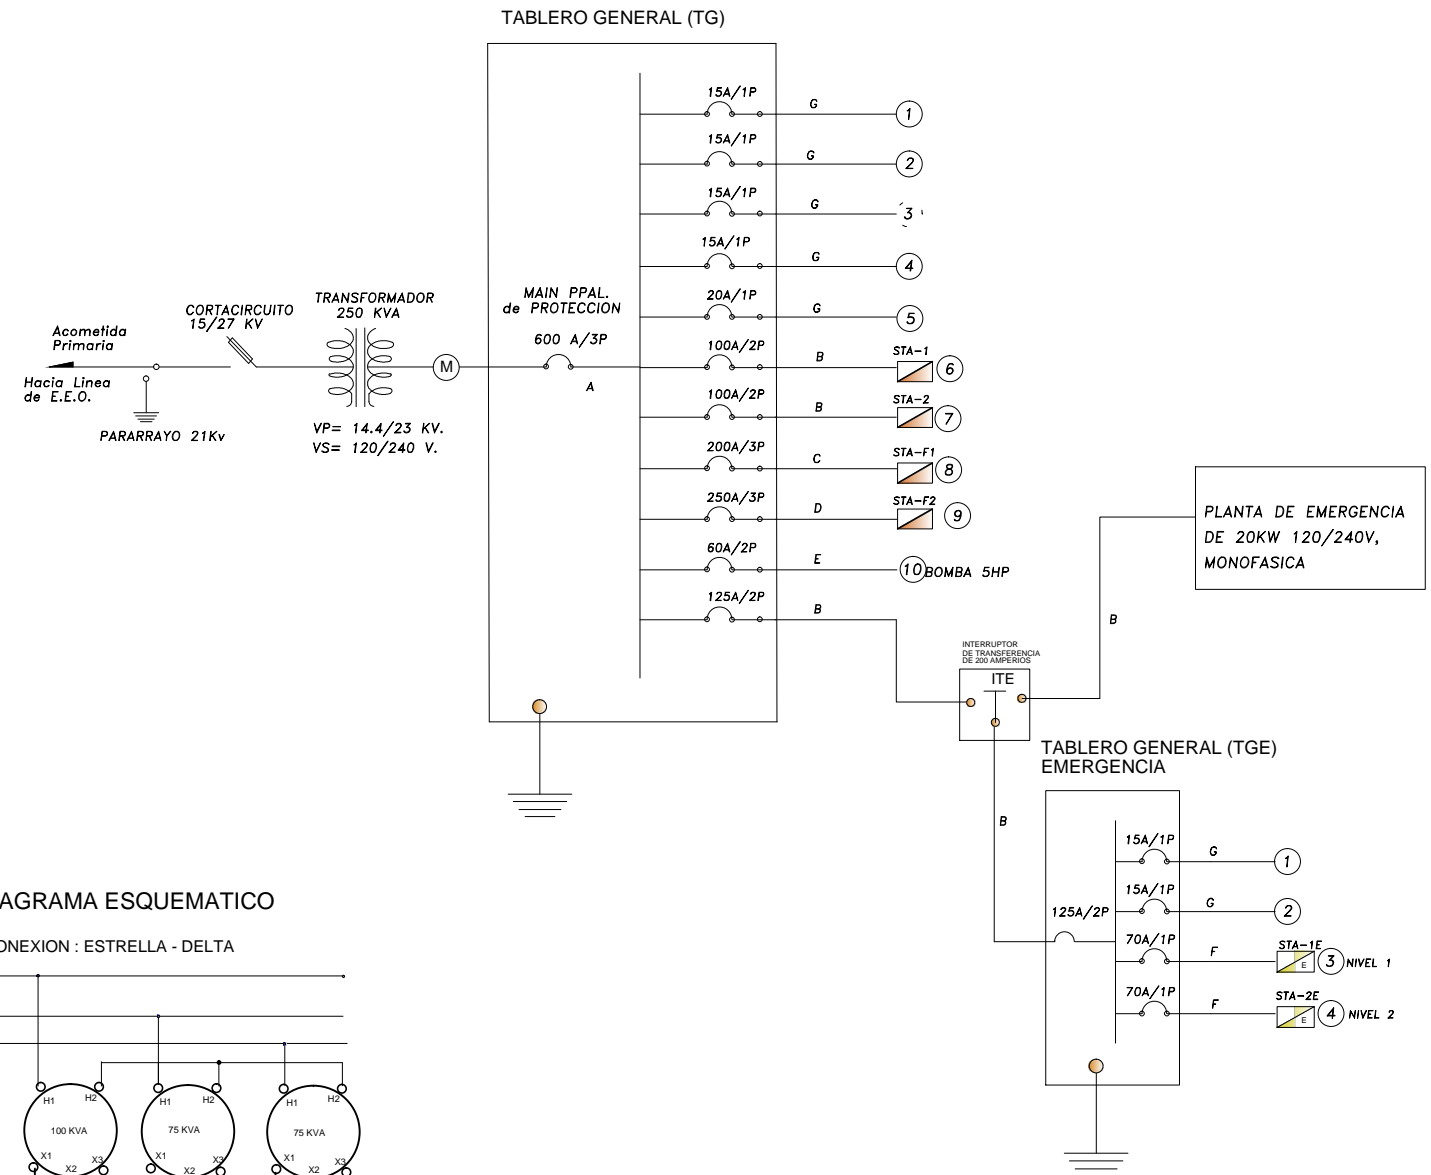 TABLERO GENERAL (TG)
15A/1P
G
1
15A/1P
G
2
15A/1P
G
3
15A/1P
G
4
20A/1P
G
5
MAIN PPAL.
de PROTECCION
600 A/3P
A
100A/2P
B
STA-1
6
100A/2P
B
STA-2
7
200A/3P
C
STA-F1
8
250A/3P
D
STA-F2
9
60A/2P
E
10
BOMBA 5HP
125A/2P
B
Acometida
Primaria
Hacia Linea
de E.E.O.
PARARRAYO 21Kv
CORTACIRCUITO
15/27 KV
TRANSFORMADOR
250 KVA
VP= 14.4/23 KV.
VS= 120/240 V.
M
PLANTA DE EMERGENCIA
DE 20KW 120/240V,
MONOFASICA
B
INTERRUPTOR
DE TRANSFERENCIA
DE 200 AMPERIOS
ITE
B
TABLERO GENERAL (TGE)
EMERGENCIA
125A/2P
15A/1P
G
1
15A/1P
G
2
70A/1P
F
STA-1E
E
3
NIVEL 1
70A/1P
F
STA-2E
E
4
NIVEL 2
AGRAMA ESQUEMATICO
ONEXION : ESTRELLA - DELTA
H1
H2
100 KVA
X1
X2
X3
H1
H2
75 KVA
X1
X2
X3
H1
H2
75 KVA
X1
X2
X3